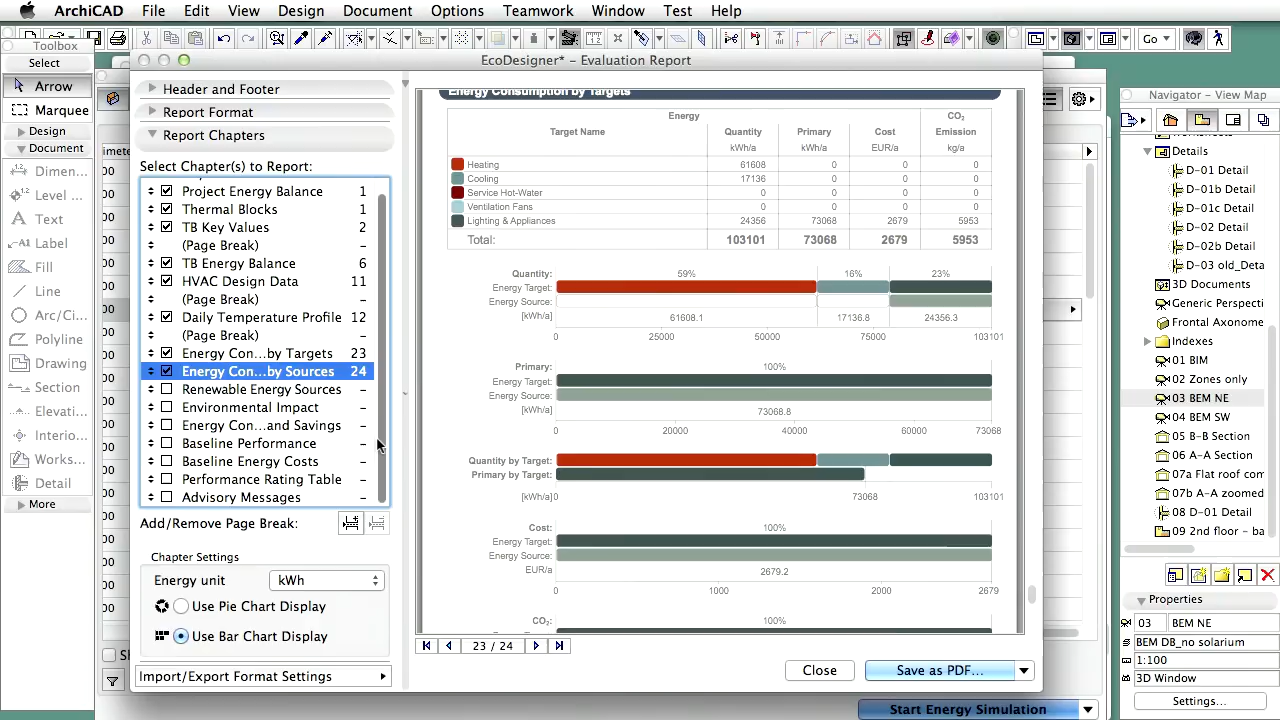 ArchiCAD File Edit View Design Document Options Teamwork Window Test Help
Go
Toolbox
EcoDesigner* - Evaluation Report
Navigator - View Map
Select
Arrow
Marquee
Design
Document
Dimen...
Level ...
Text
Label
Fill
Line
Arc/Ci...
Polyline
Drawing
Section
Elevati...
Interio...
Works...
Detail
More
Header and Footer
Report Format
Report Chapters
Select Chapter(s) to Report:
Project Energy Balance 1
Thermal Blocks 1
TB Key Values 2
(Page Break) –
TB Energy Balance 6
HVAC Design Data 11
(Page Break) –
Daily Temperature Profile 12
(Page Break) –
Energy Con...by Targets 23
Energy Con...by Sources 24
Renewable Energy Sources –
Environmental Impact –
Energy Con...and Savings –
Baseline Performance –
Baseline Energy Costs –
Performance Rating Table –
Advisory Messages –
Add/Remove Page Break:
Chapter Settings
Energy unit kWh
Use Pie Chart Display
Use Bar Chart Display
Import/Export Format Settings
Energy Consumption by Targets
Energy CO₂
Target Name Quantity Primary Cost Emission
kWh/a kWh/a EUR/a kg/a
Heating 61608 0 0 0
Cooling 17136 0 0 0
Service Hot-Water 0 0 0 0
Ventilation Fans 0 0 0 0
Lighting & Appliances 24356 73068 2679 5953
Total: 103101 73068 2679 5953
Quantity: 59% 16% 23%
Energy Target:
Energy Source:
[kWh/a] 61608.1 17136.8 24356.3
0 25000 50000 75000 103101
Primary: 100%
Energy Target:
Energy Source:
[kWh/a] 73068.8
0 20000 40000 60000 73068
Quantity by Target:
Primary by Target:
[kWh/a]0 73068 103101
Cost: 100%
Energy Target:
Energy Source:
EUR/a 2679.2
0 1000 2000 2679
CO₂: 100%
23 / 24
Close Save as PDF...
Start Energy Simulation
Details
D-01 Detail
D-01b Detail
D-01c Detail
D-02 Detail
D-02b Detail
D-03 old_Deta
3D Documents
Generic Perspecti
Frontal Axonome
Indexes
01 BIM
02 Zones only
03 BEM NE
04 BEM SW
05 B-B Section
06 A-A Section
07a Flat roof com
07b A-A zoomed
08 D-01 Detail
09 2nd floor - ba
Properties
03 BEM NE
BEM DB_no solarium
1:100
3D Window
Settings...